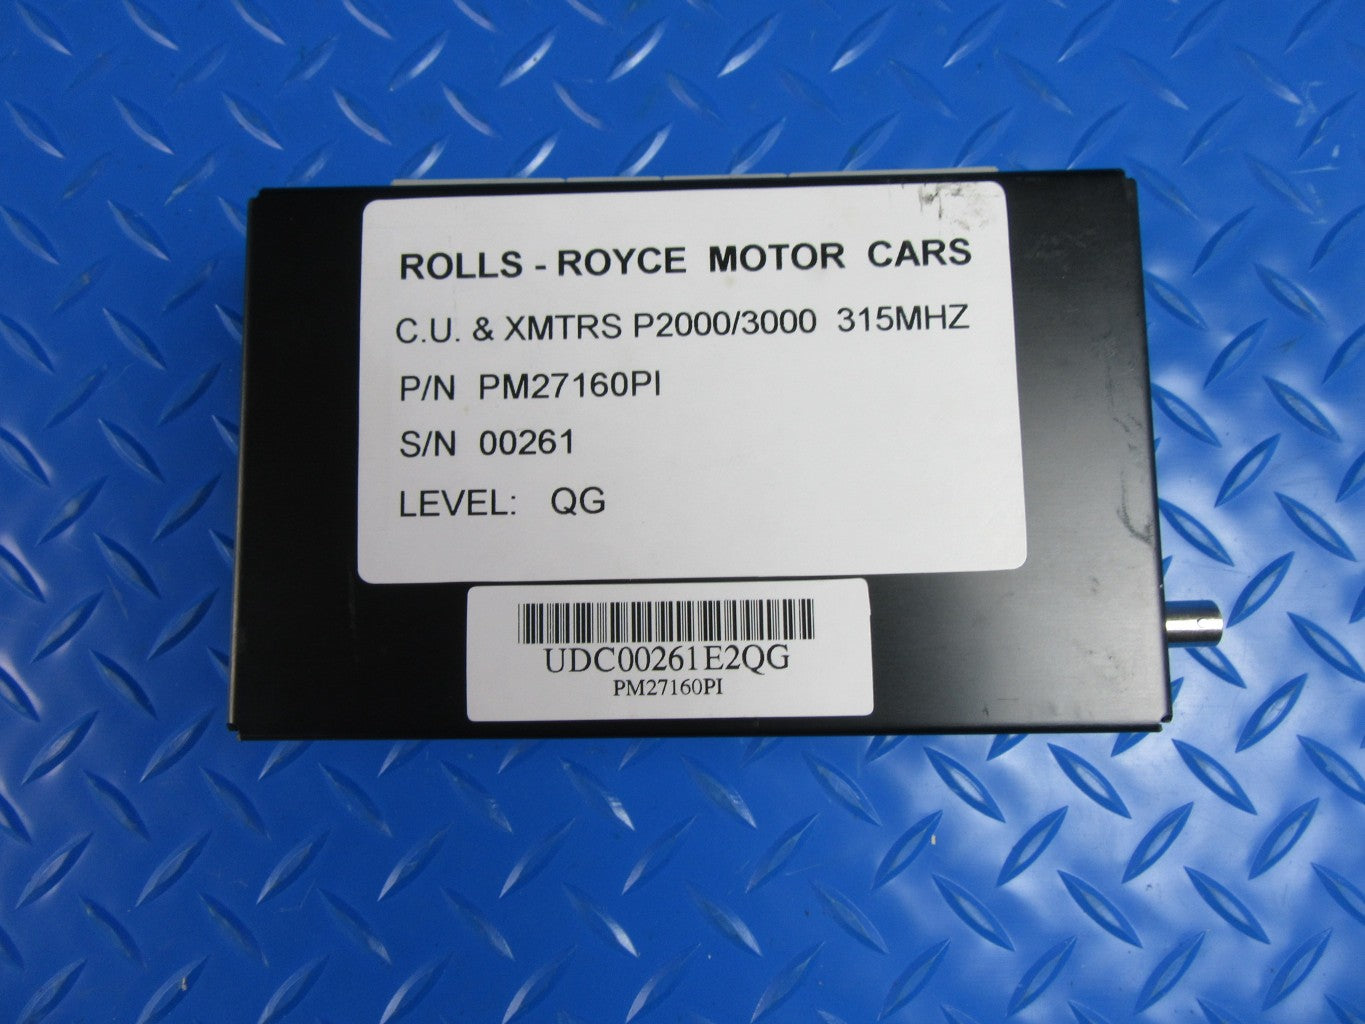 ROLLS - ROYCE MOTOR CARS
C.U. & XMTRS P2000/3000 315MHZ
P/N PM27160PI
S/N 00261
LEVEL: QG
UDC00261E2QG
PM27160PI